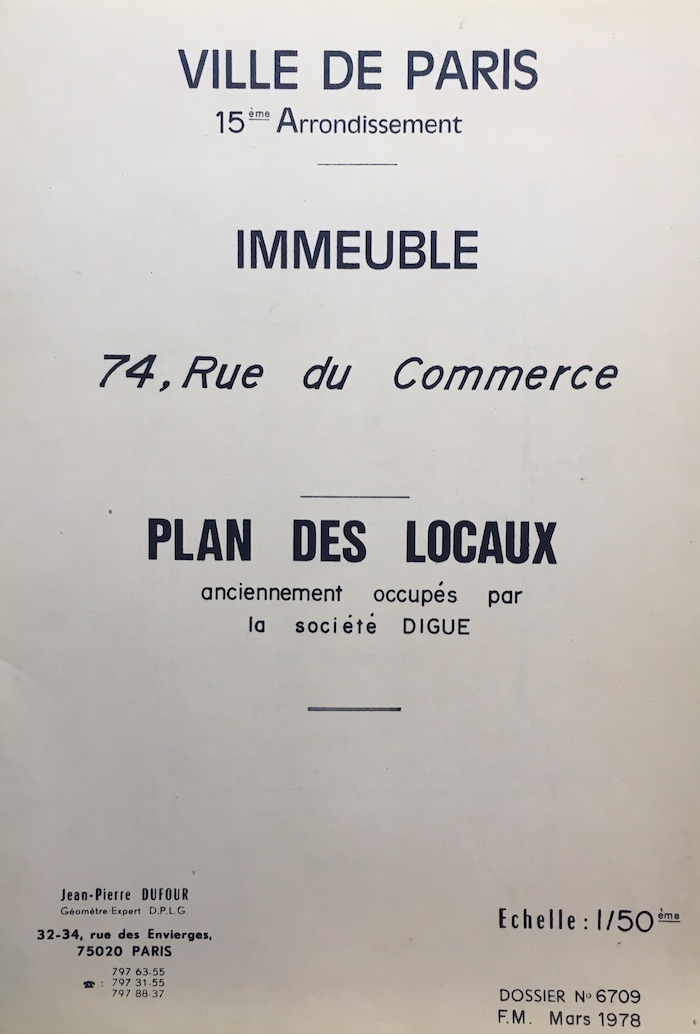 VILLE DE PARIS
15ème Arrondissement
IMMEUBLE
74, Rue du Commerce
PLAN DES LOCAUX
anciennement occupés par
la société DIGUE
Jean-Pierre DUFOUR
Géomètre-Expert D.P.L.G.
32-34, rue des Envierges,
75020 PARIS
797 63-55
☎ : 797 31-55
797 88-37
Echelle : 1/50ème
DOSSIER No 6709
F.M. Mars 1978